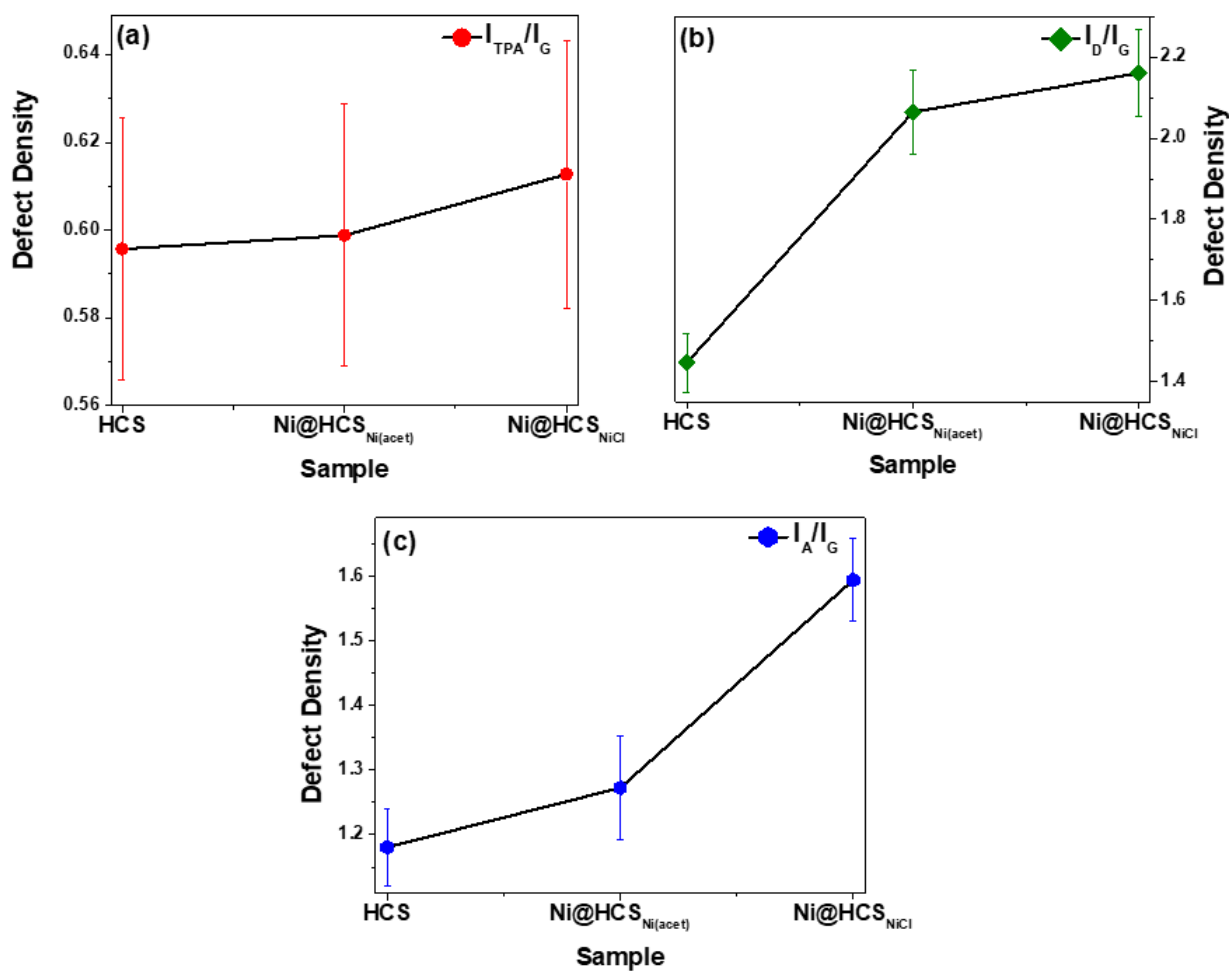 (a)
I_TPA/I_G
Defect Density
0.64
0.62
0.60
0.58
0.56
HCS
Ni@HCS_Ni(acet)
Ni@HCS_NiCl
Sample
(b)
I_D/I_G
2.2
2.0
1.8
1.6
1.4
Defect Density
HCS
Ni@HCS_Ni(acet)
Ni@HCS_NiCl
Sample
(c)
I_A/I_G
Defect Density
1.6
1.5
1.4
1.3
1.2
HCS
Ni@HCS_Ni(acet)
Ni@HCS_NiCl
Sample